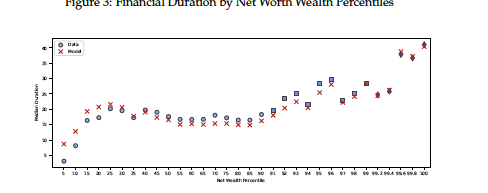 Figure 3: Financial Duration by Net Worth Wealth Percentiles
Data
Model
40
35
30
25
20
15
10
5
Median Duration
5 10 15 20 25 30 35 40 45 50 55 60 65 70 75 80 85 90 91 92 93 94 95 96 97 98 99 99.2 99.4 99.6 99.8 100
Net Wealth Percentile